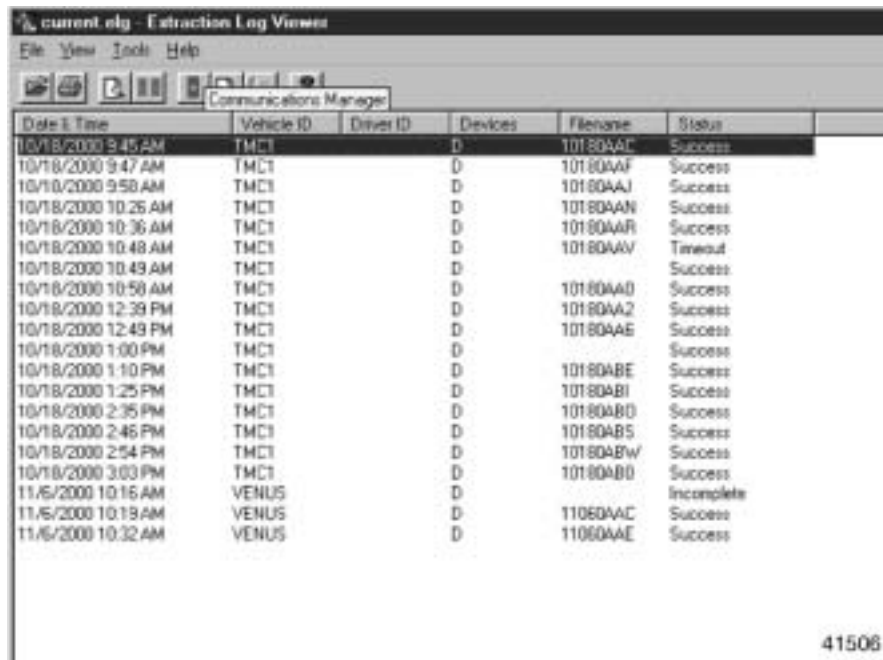 current.elg - Extraction Log Viewer
File View Tools Help
Communications Manager
Date & Time Vehicle ID Driver ID Devices Filename Status
10/18/2000 9:45 AM TMC1 D 10180AAC Success
10/18/2000 9:47 AM TMC1 D 10180AAF Success
10/18/2000 9:58 AM TMC1 D 10180AAJ Success
10/18/2000 10:26 AM TMC1 D 10180AAN Success
10/18/2000 10:36 AM TMC1 D 10180AAR Success
10/18/2000 10:48 AM TMC1 D 10180AAV Timeout
10/18/2000 10:49 AM TMC1 D Success
10/18/2000 10:58 AM TMC1 D 10180AA0 Success
10/18/2000 12:39 PM TMC1 D 10180AA2 Success
10/18/2000 12:49 PM TMC1 D 10180AA6 Success
10/18/2000 1:00 PM TMC1 D Success
10/18/2000 1:10 PM TMC1 D 10180ABE Success
10/18/2000 1:25 PM TMC1 D 10180ABI Success
10/18/2000 2:35 PM TMC1 D 10180ABO Success
10/18/2000 2:46 PM TMC1 D 10180ABS Success
10/18/2000 2:54 PM TMC1 D 10180ABW Success
10/18/2000 3:03 PM TMC1 D 10180AB0 Success
11/6/2000 10:16 AM VENUS D Incomplete
11/6/2000 10:19 AM VENUS D 11060AAC Success
11/6/2000 10:32 AM VENUS D 11060AAE Success
41506